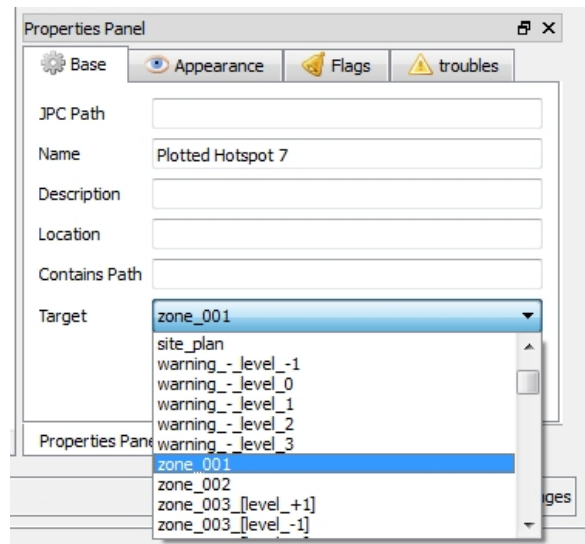 Properties Panel
Base Appearance Flags troubles
JPC Path
Name Plotted Hotspot 7
Description
Location
Contains Path
Target zone_001
site_plan
warning_-_level_-1
warning_-_level_0
warning_-_level_1
warning_-_level_2
warning_-_level_3
Properties Pane
zone_001
zone_002
zone_003_[level_+1]
nges
zone_003_[level_-1]